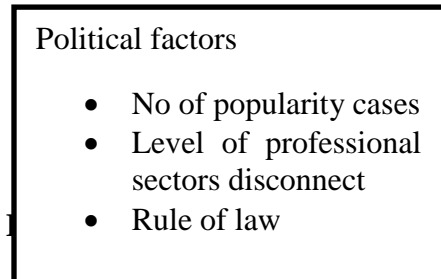 Political factors
• No of popularity cases
• Level of professional
sectors disconnect
• Rule of law